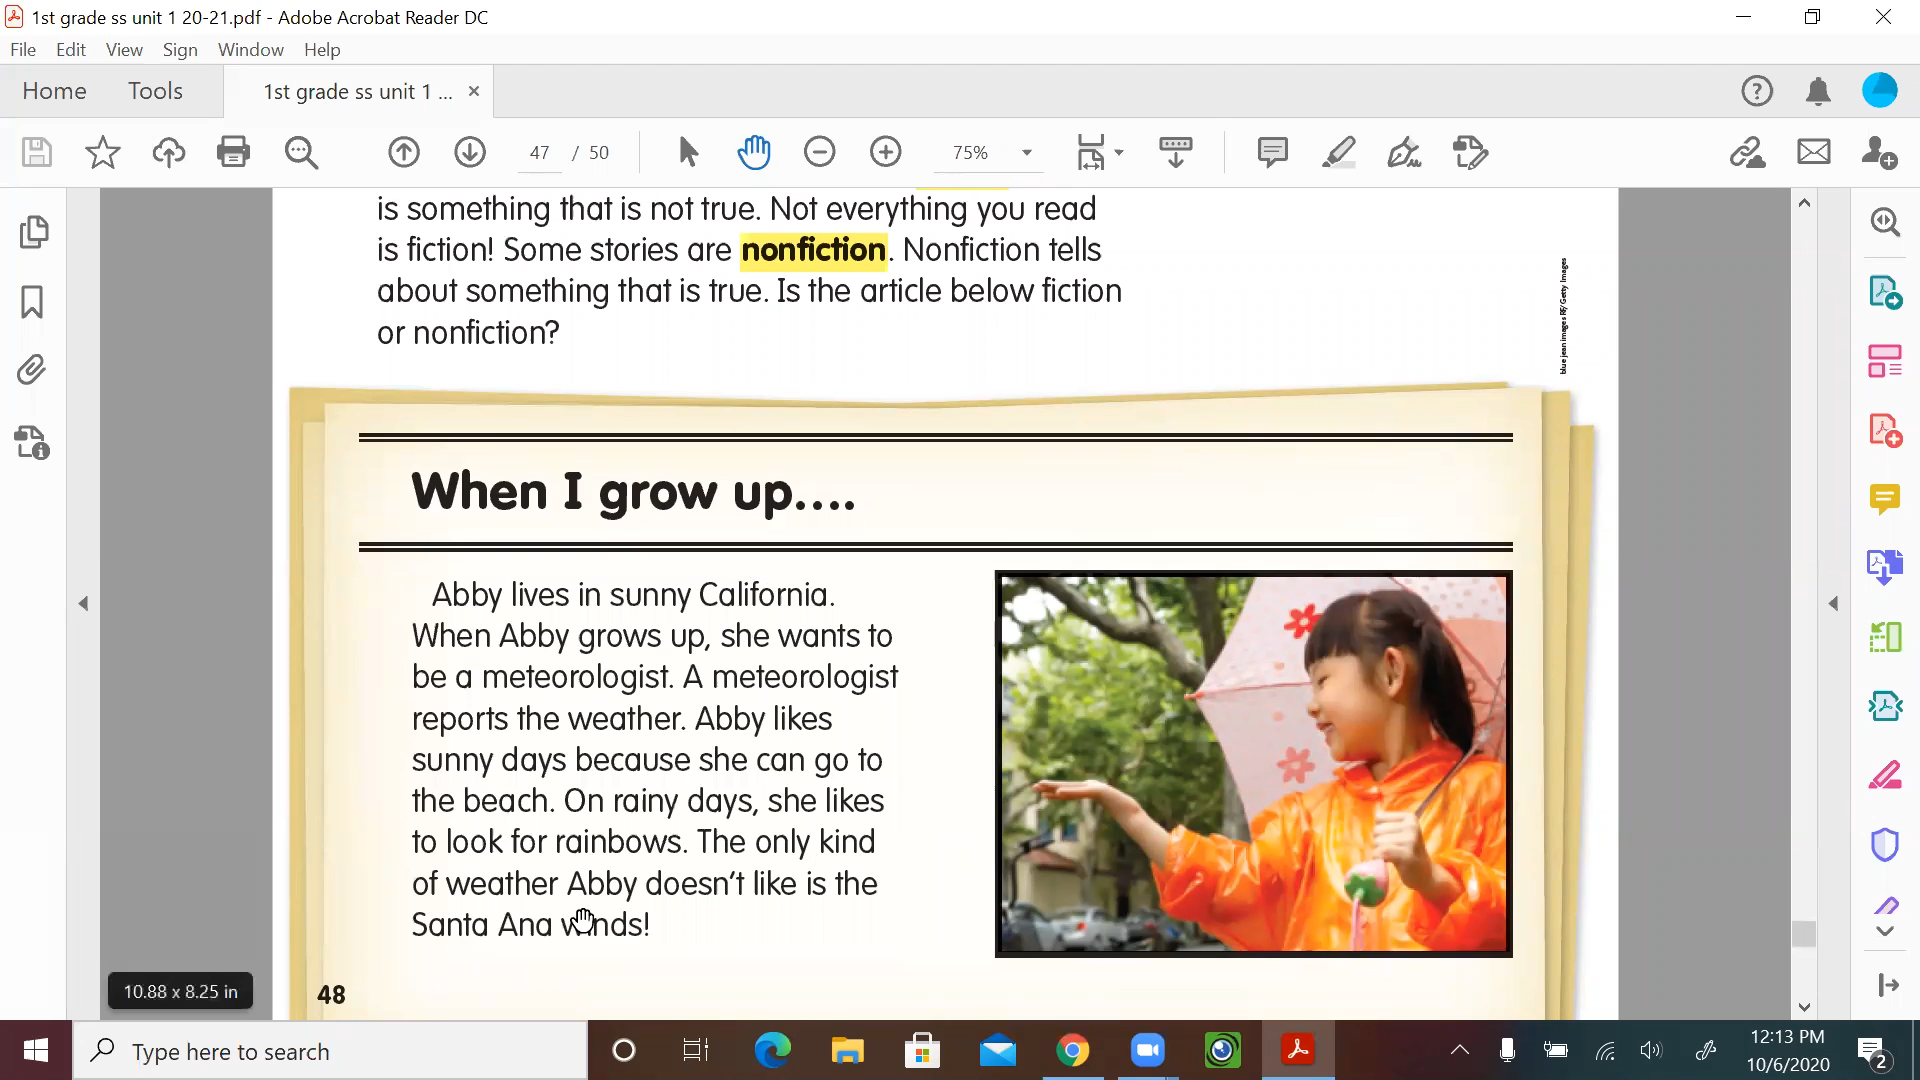 1st grade ss unit 1 20-21.pdf - Adobe Acrobat Reader DC
File Edit View Sign Window Help
Home Tools 1st grade ss unit 1 ... ×
47 / 50 75%
is something that is not true. Not everything you read
is fiction! Some stories are nonfiction. Nonfiction tells
about something that is true. Is the article below fiction
or nonfiction?
blue jean images RF/Getty Images
When I grow up....
Abby lives in sunny California.
When Abby grows up, she wants to
be a meteorologist. A meteorologist
reports the weather. Abby likes
sunny days because she can go to
the beach. On rainy days, she likes
to look for rainbows. The only kind
of weather Abby doesn't like is the
Santa Ana winds!
48
10.88 x 8.25 in
Type here to search
12:13 PM
10/6/2020
2